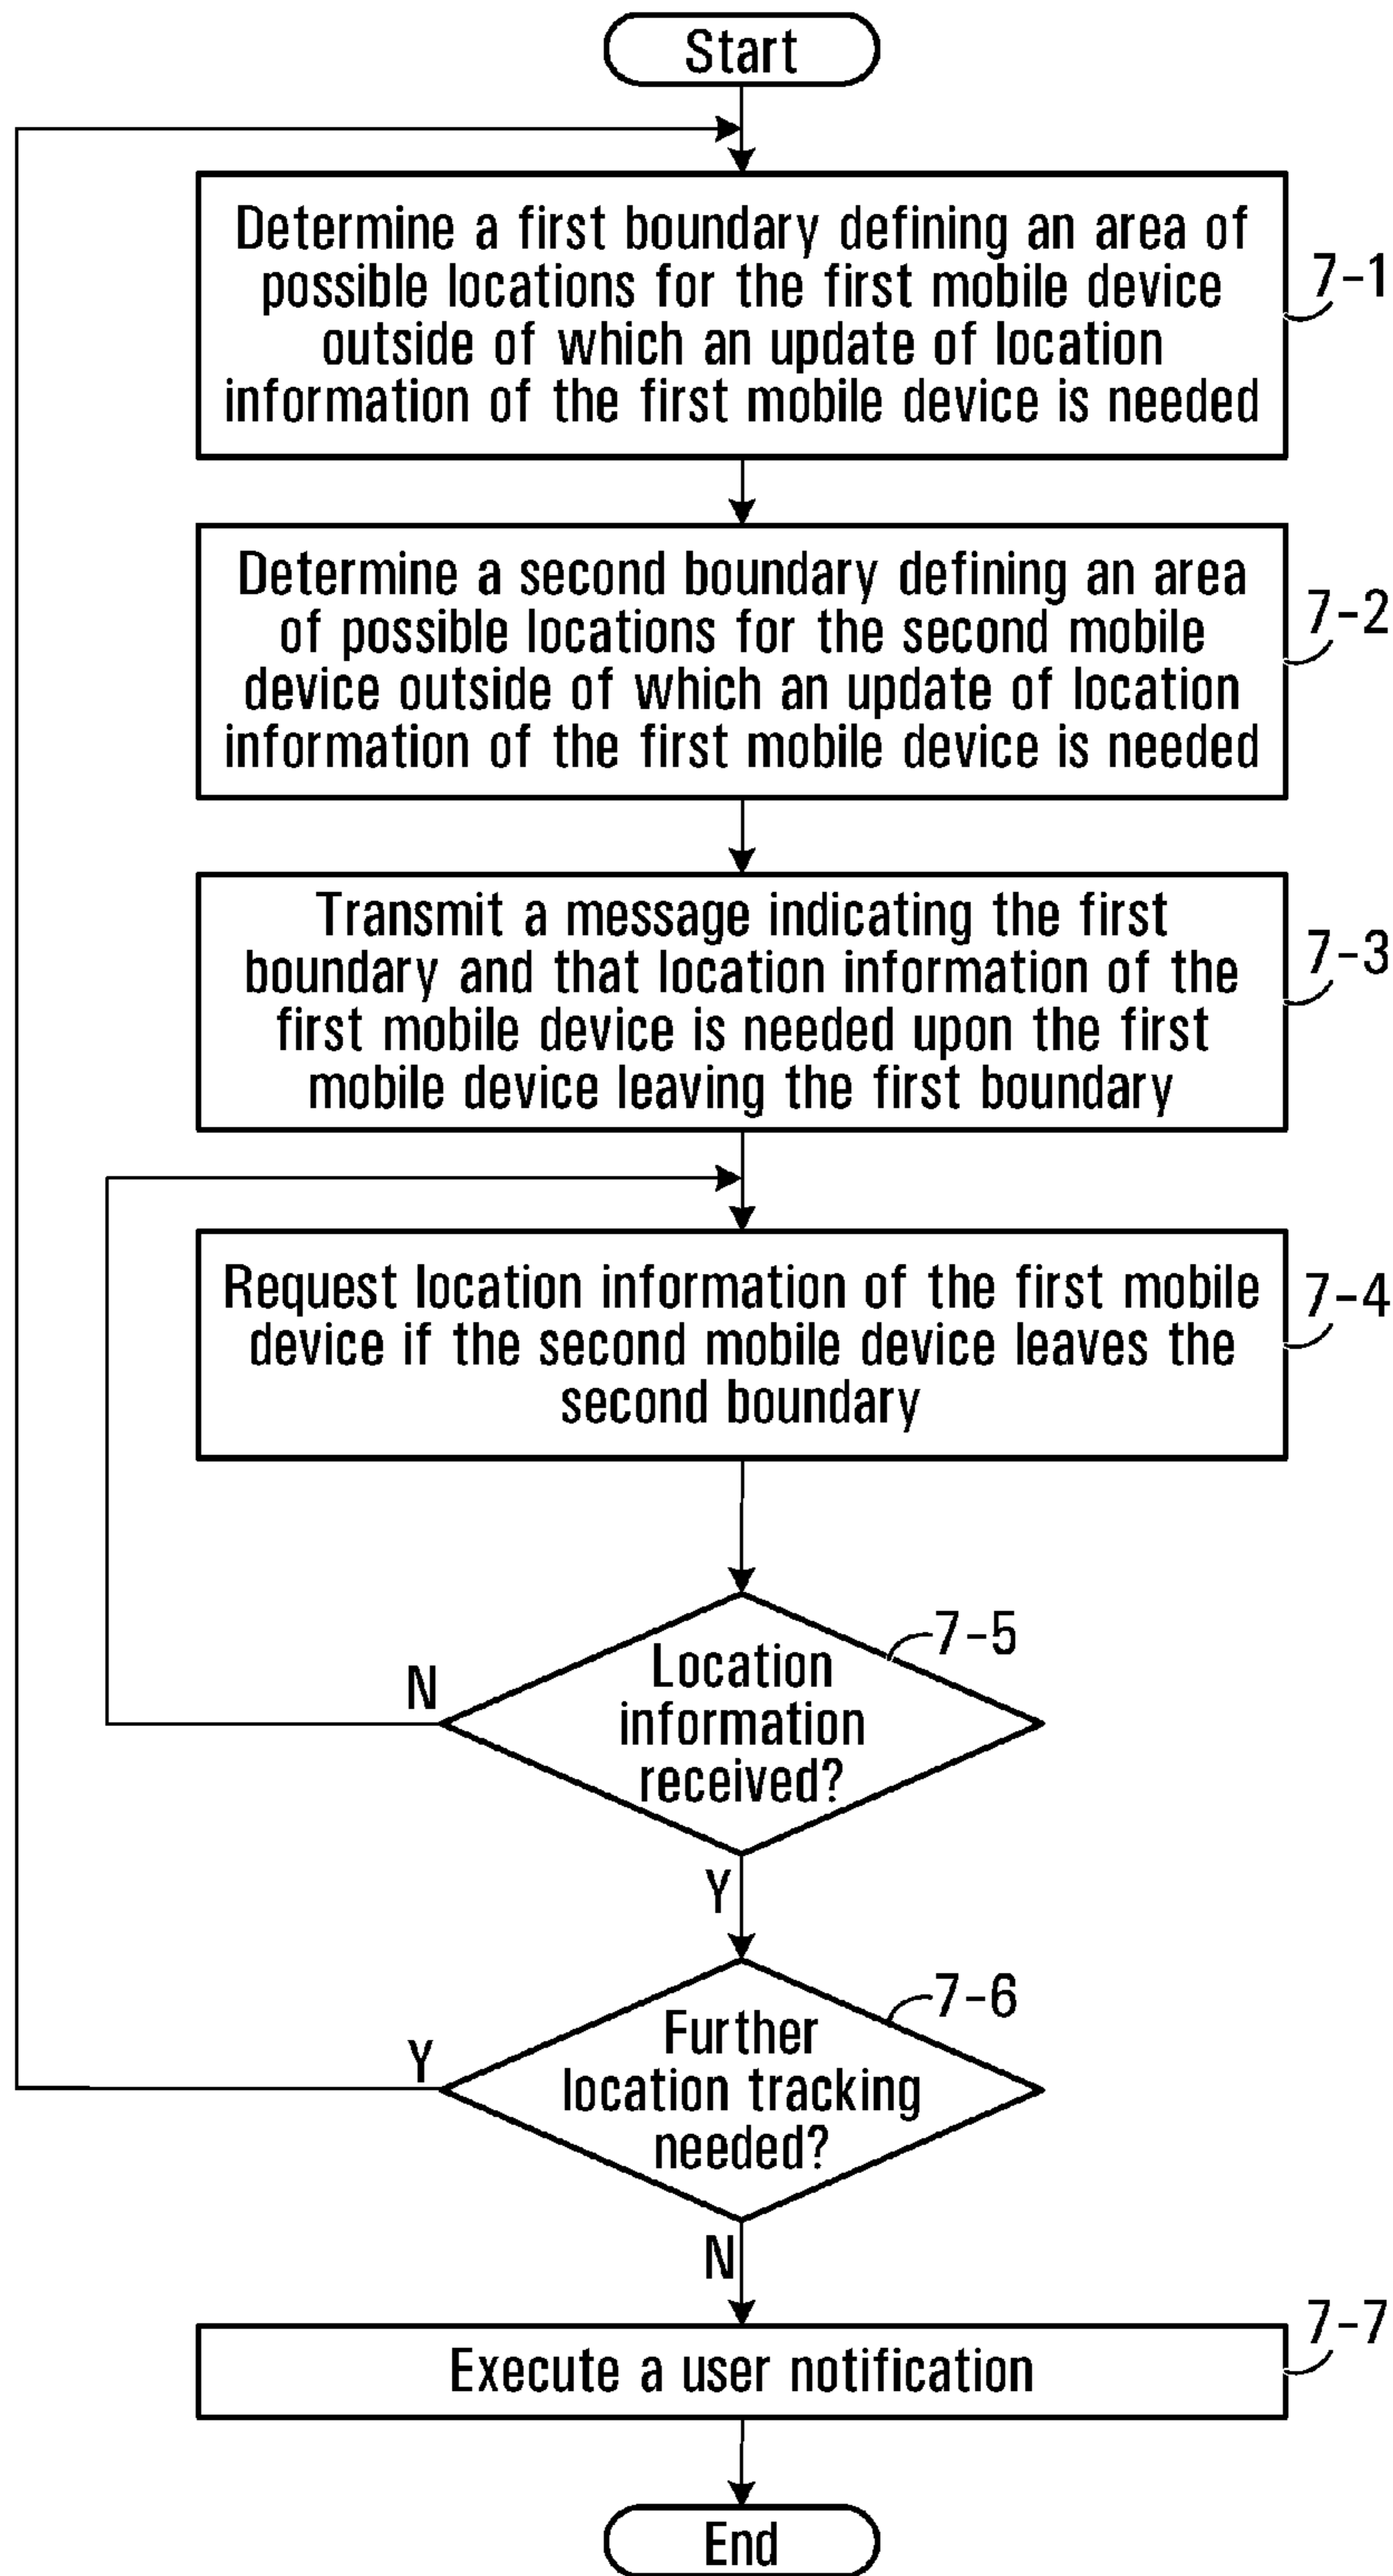 Start
Determine a first boundary defining an area of
possible locations for the first mobile device
outside of which an update of location
information of the first mobile device is needed
7-1
Determine a second boundary defining an area
of possible locations for the second mobile
device outside of which an update of location
information of the first mobile device is needed
7-2
Transmit a message indicating the first
boundary and that location information of the
first mobile device is needed upon the first
mobile device leaving the first boundary
7-3
Request location information of the first mobile
device if the second mobile device leaves the
second boundary
7-4
Location
information
received?
7-5
N
Y
Further
location tracking
needed?
7-6
Y
N
Execute a user notification
7-7
End